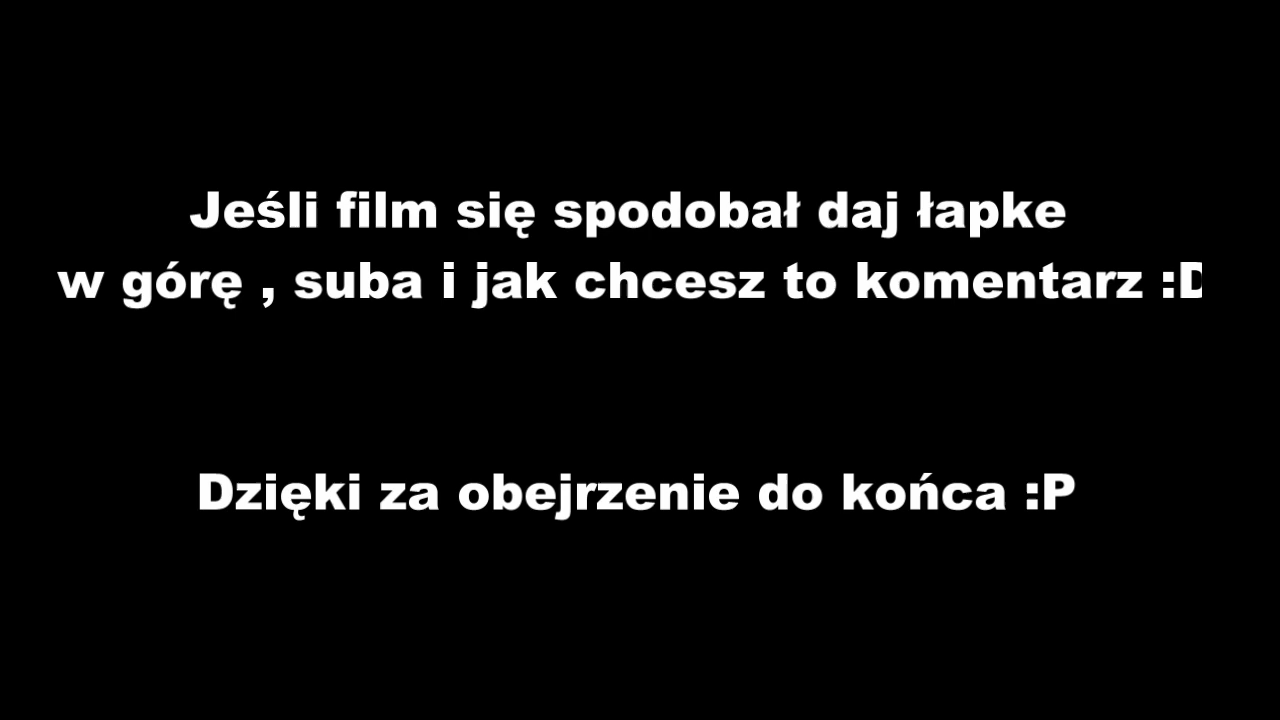 Jeśli film się spodobał daj łapke
w górę , suba i jak chcesz to komentarz :D
Dzięki za obejrzenie do końca :P